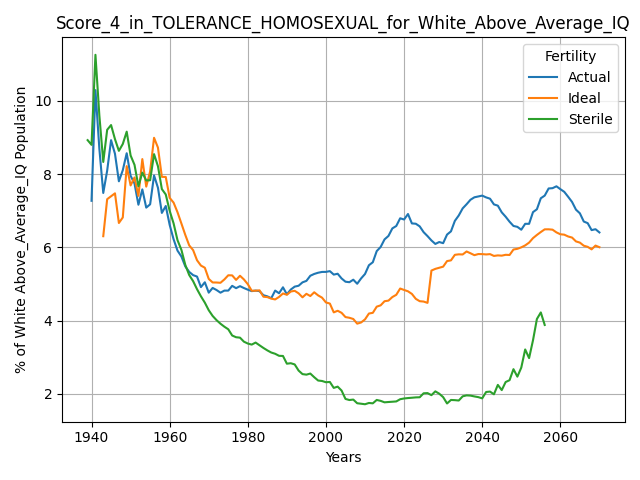 Score_4_in_TOLERANCE_HOMOSEXUAL_for_White_Above_Average_IQ
Fertility
Actual
Ideal
Sterile
% of White Above_Average_IQ Population
10
8
6
4
2
1940 1960 1980 2000 2020 2040 2060
Years